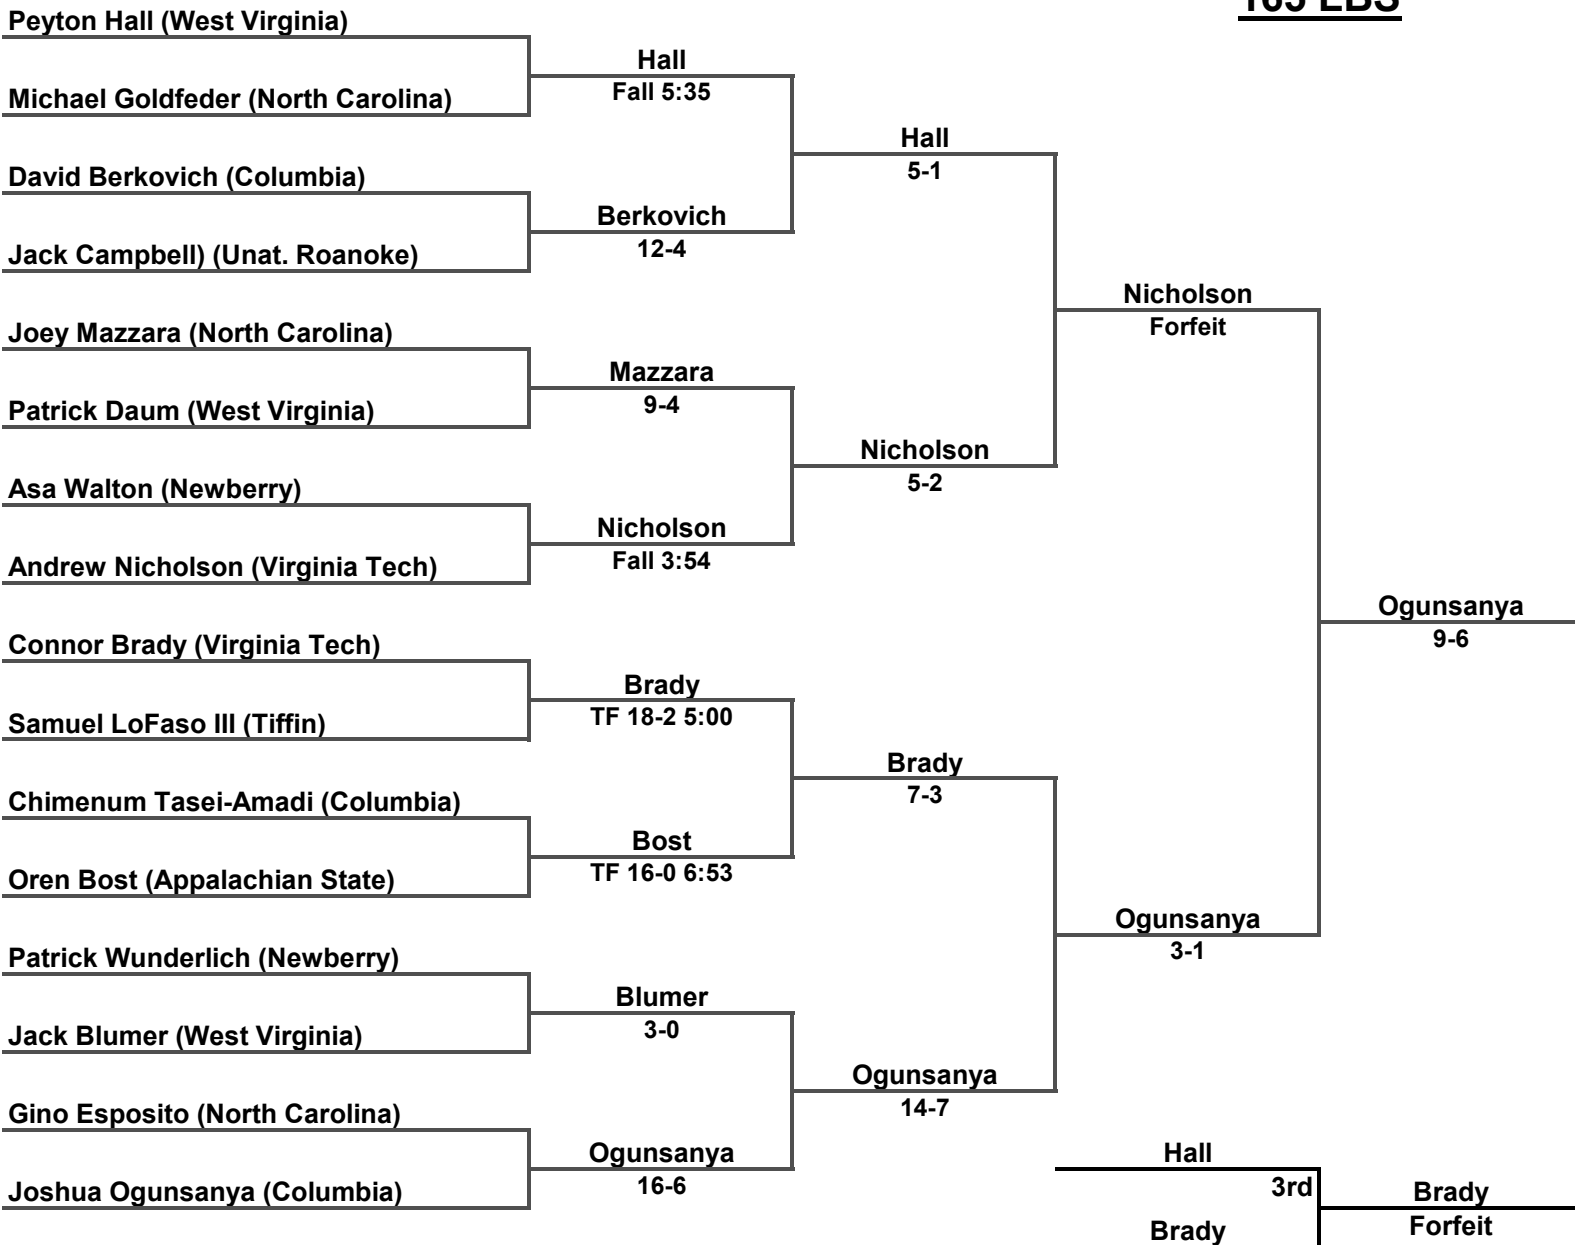 165 LBS
Peyton Hall (West Virginia)
Hall
Fall 5:35
Michael Goldfeder (North Carolina)
Hall
5-1
David Berkovich (Columbia)
Berkovich
12-4
Jack Campbell) (Unat. Roanoke)
Nicholson
Forfeit
Joey Mazzara (North Carolina)
Mazzara
9-4
Patrick Daum (West Virginia)
Nicholson
5-2
Asa Walton (Newberry)
Nicholson
Fall 3:54
Andrew Nicholson (Virginia Tech)
Ogunsanya
9-6
Connor Brady (Virginia Tech)
Brady
TF 18-2 5:00
Samuel LoFaso III (Tiffin)
Brady
7-3
Chimenum Tasei-Amadi (Columbia)
Bost
TF 16-0 6:53
Oren Bost (Appalachian State)
Ogunsanya
3-1
Patrick Wunderlich (Newberry)
Blumer
3-0
Jack Blumer (West Virginia)
Ogunsanya
14-7
Gino Esposito (North Carolina)
Ogunsanya
16-6
Joshua Ogunsanya (Columbia)
Hall
3rd
Brady
Forfeit
Brady